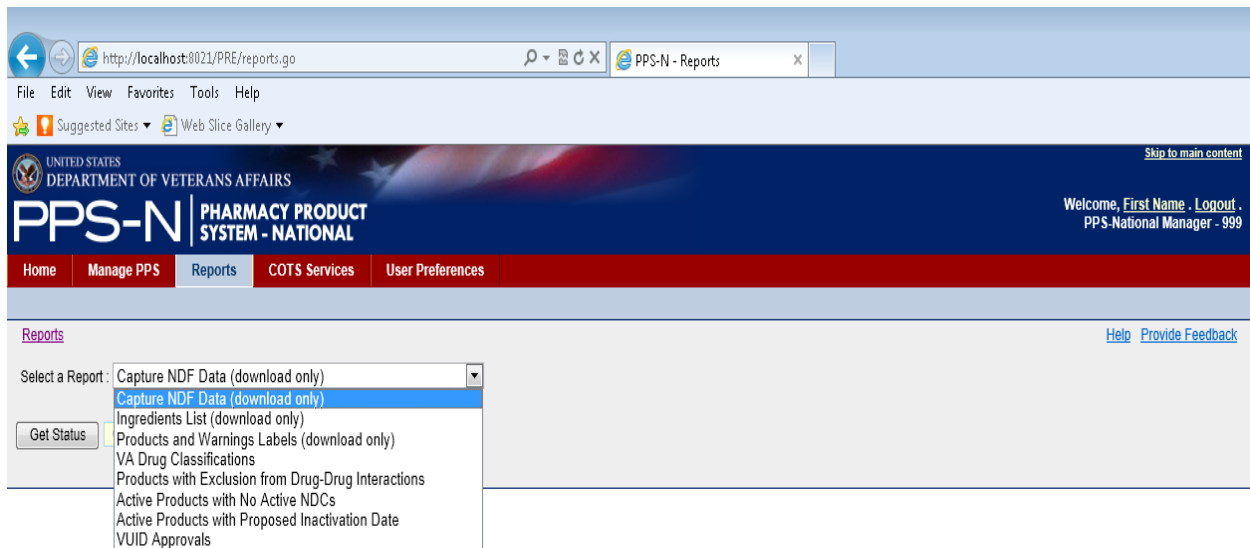 http://localhost:8021/PRE/reports.go
PPS-N - Reports
File Edit View Favorites Tools Help
Suggested Sites Web Slice Gallery
Skip to main content
UNITED STATES
DEPARTMENT OF VETERANS AFFAIRS
PPS-N PHARMACY PRODUCT
SYSTEM - NATIONAL
Welcome, First Name . Logout .
PPS-National Manager - 999
Home Manage PPS Reports COTS Services User Preferences
Reports Help Provide Feedback
Select a Report : Capture NDF Data (download only)
Capture NDF Data (download only)
Ingredients List (download only)
Get Status
Products and Warnings Labels (download only)
VA Drug Classifications
Products with Exclusion from Drug-Drug Interactions
Active Products with No Active NDCs
Active Products with Proposed Inactivation Date
VUID Approvals